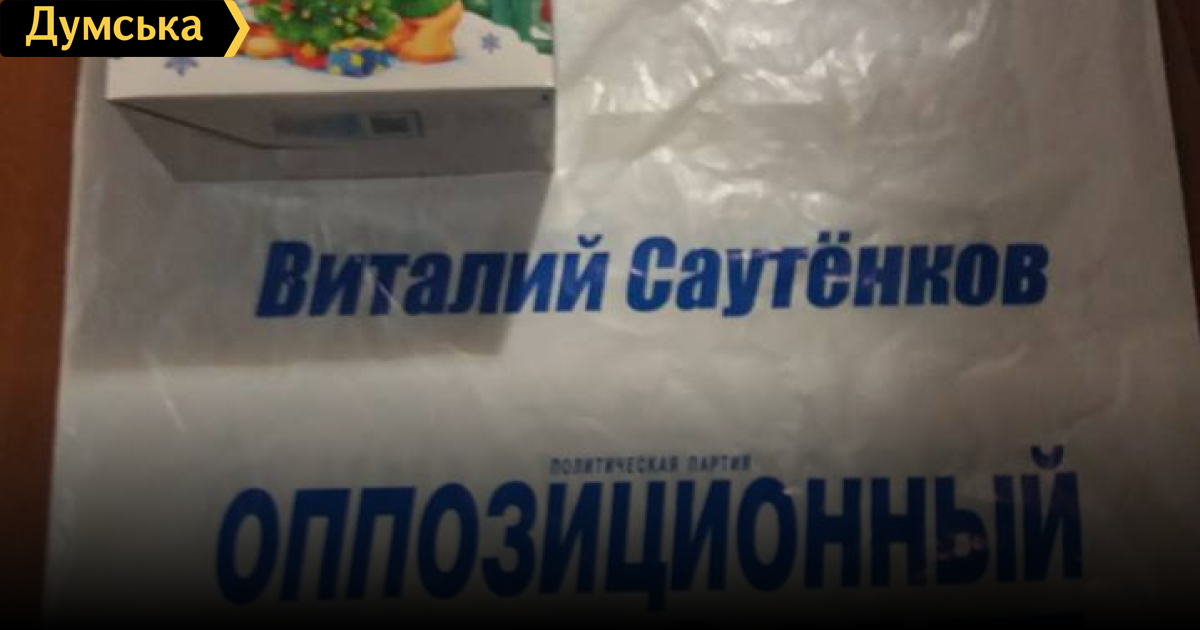 Думська
Виталий Саутёнков
ПОЛИТИЧЕСКАЯ ПАРТИЯ
ОППОЗИЦИОННЫЙ